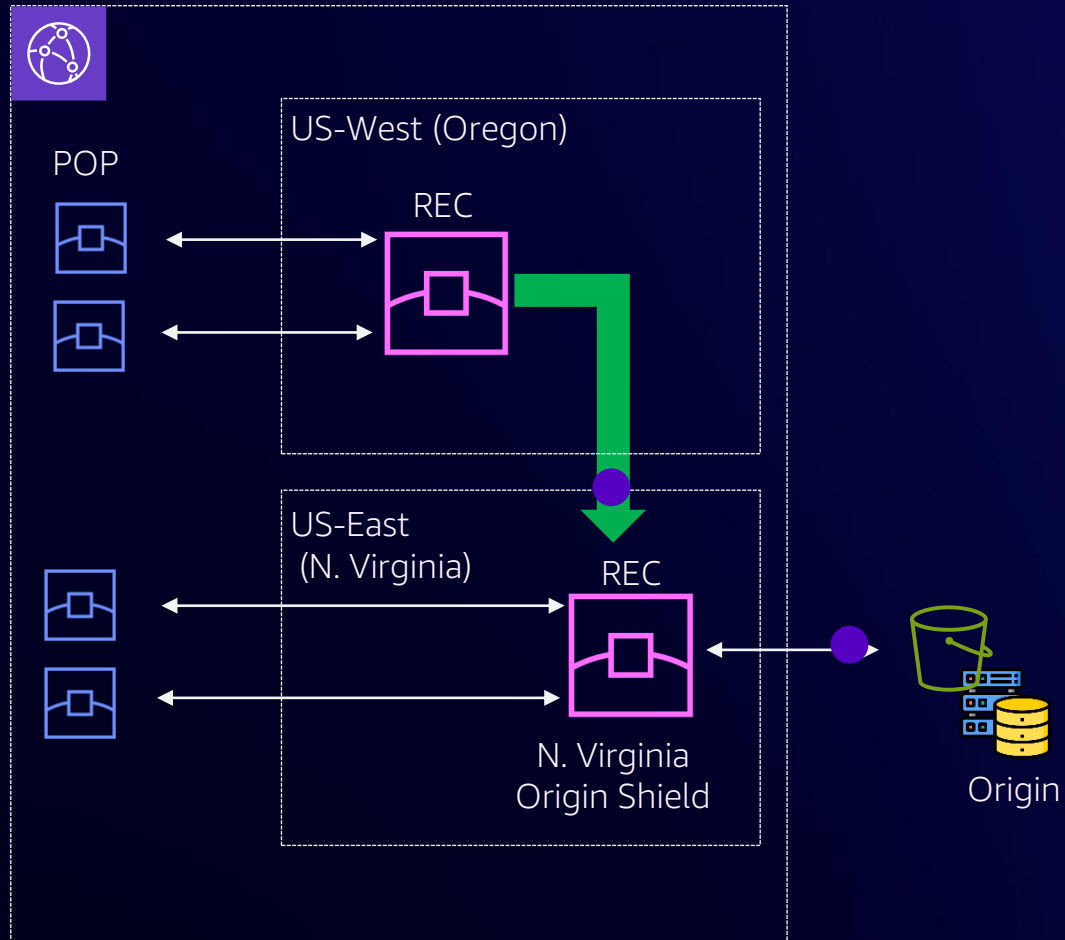 US-West (Oregon)
POP
REC
US-East
(N. Virginia)
REC
N. Virginia
Origin Shield
Origin